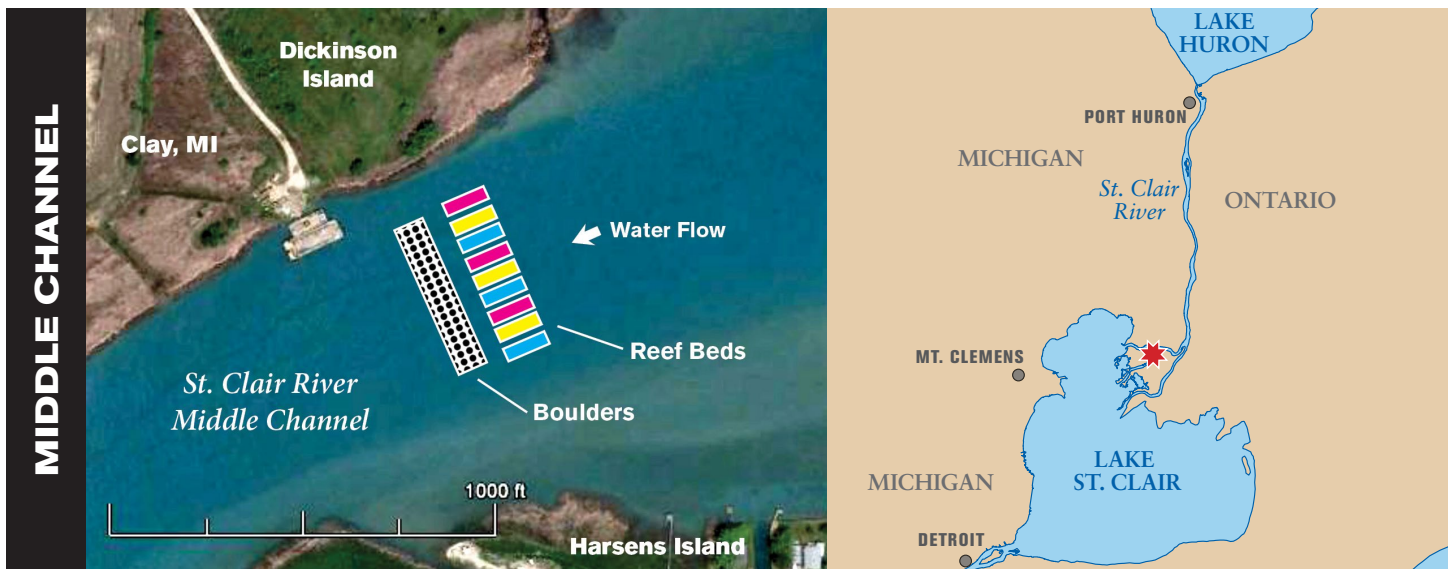 MIDDLE CHANNEL
Dickinson
Island
Clay, MI
Water Flow
Reef Beds
Boulders
St. Clair River
Middle Channel
1000 ft
Harsens Island
LAKE
HURON
PORT HURON
MICHIGAN
St. Clair
River
ONTARIO
MT. CLEMENS
LAKE
ST. CLAIR
MICHIGAN
DETROIT